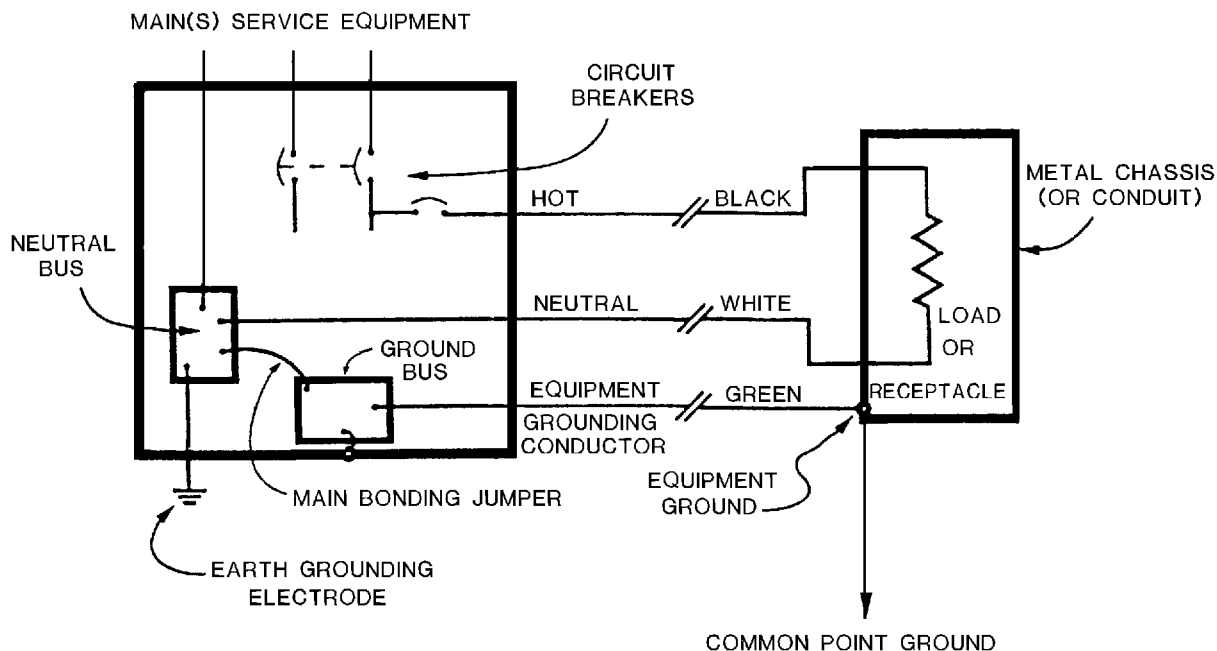 MAIN(S) SERVICE EQUIPMENT
CIRCUIT
BREAKERS
METAL CHASSIS
(OR CONDUIT)
HOT
BLACK
NEUTRAL
BUS
NEUTRAL
WHITE
LOAD
OR
RECEPTACLE
GROUND
BUS
EQUIPMENT
GROUNDING
CONDUCTOR
GREEN
MAIN BONDING JUMPER
EQUIPMENT
GROUND
EARTH GROUNDING
ELECTRODE
COMMON POINT GROUND